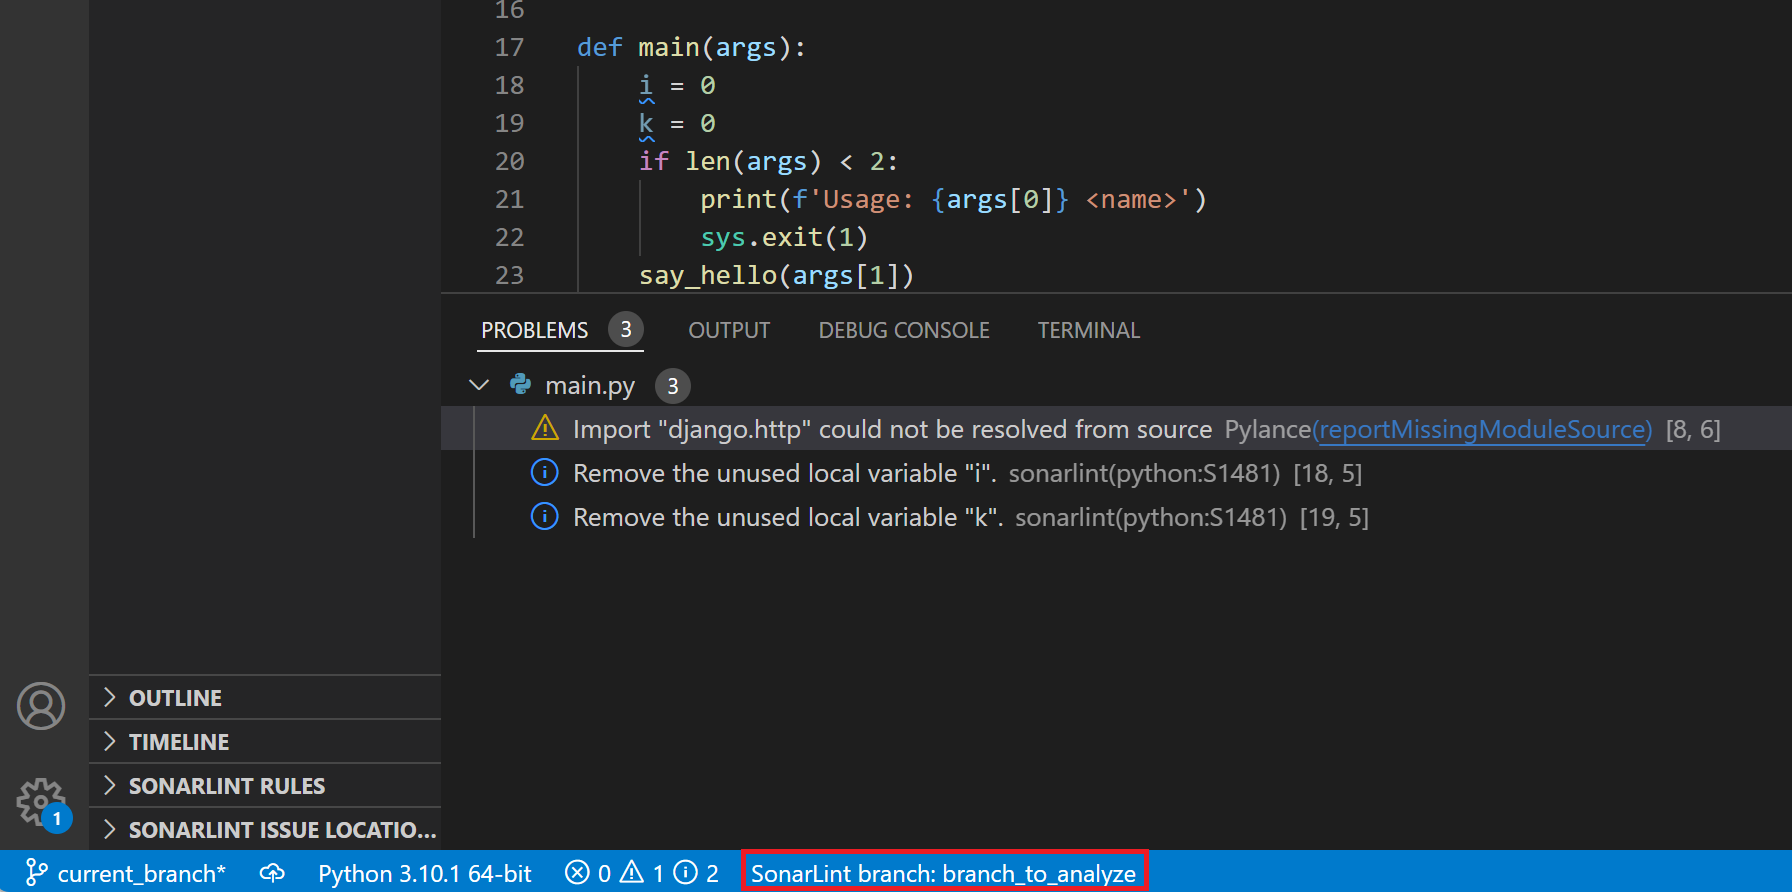 16
17 def main(args):
18 i = 0
19 k = 0
20 if len(args) < 2:
21 print(f'Usage: {args[0]} <name>')
22 sys.exit(1)
23 say_hello(args[1])
PROBLEMS 3 OUTPUT DEBUG CONSOLE TERMINAL
main.py 3
Import "django.http" could not be resolved from source Pylance(reportMissingModuleSource) [8, 6]
Remove the unused local variable "i". sonarlint(python:S1481) [18, 5]
Remove the unused local variable "k". sonarlint(python:S1481) [19, 5]
OUTLINE
TIMELINE
SONARLINT RULES
SONARLINT ISSUE LOCATIO...
1
current_branch* Python 3.10.1 64-bit 0 1 2 SonarLint branch: branch_to_analyze